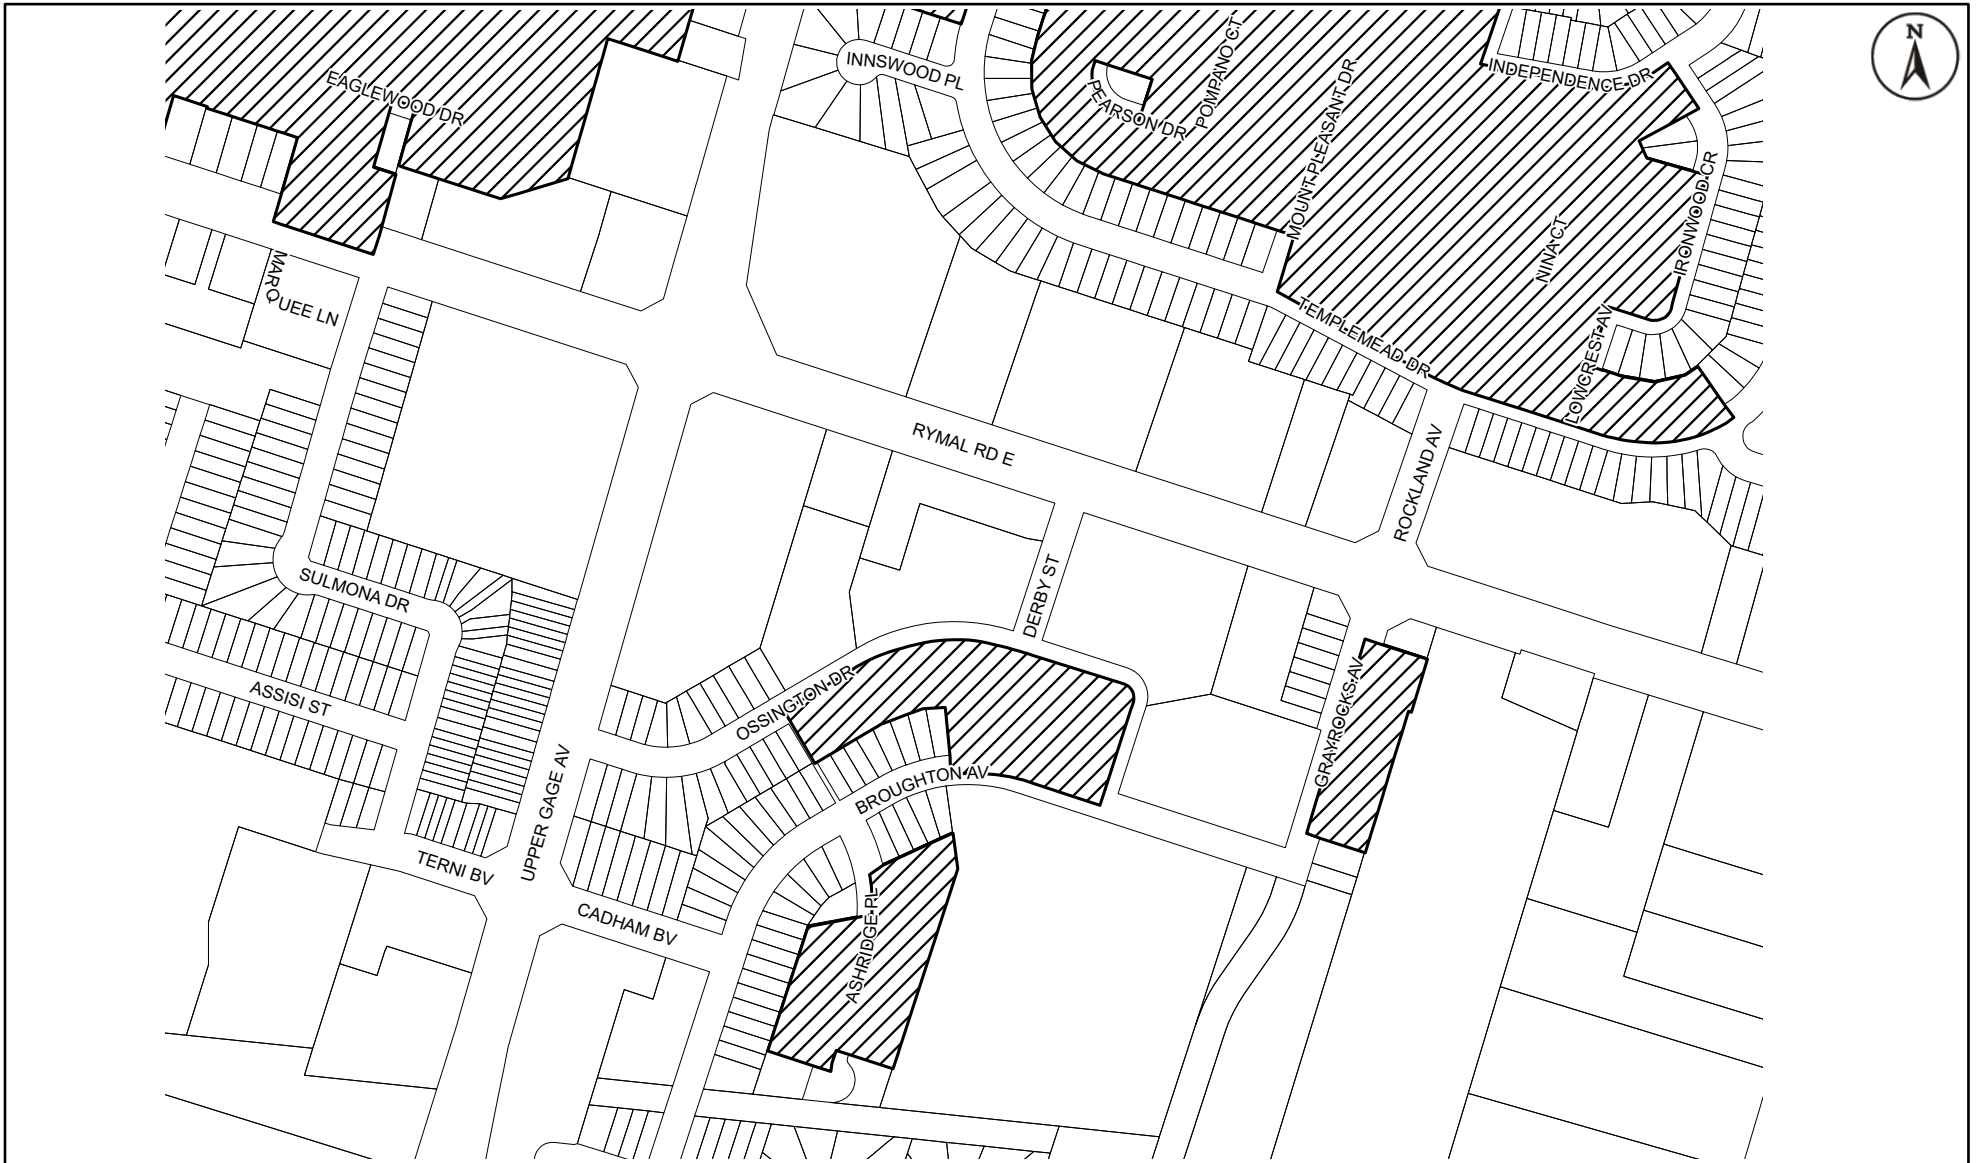 N
INNSWOOD PL
POMPANO CT
INDEPENDENCE DR
EAGLEWOOD DR
PEARSON DR
MOUNT PLEASANT DR
IRONWOOD CR
NINA CT
MARQUEE LN
TEMPLEMEAD DR
LOWCREST AV
RYMAL RD E
ROCKLAND AV
SULMONA DR
DERBY ST
ASSISI ST
OSSINGTON DR
GRAYROCKS AV
BROUGHTON AV
UPPER GAGE AV
TERNI BV
CADHAM BV
ASHRIDGE PL